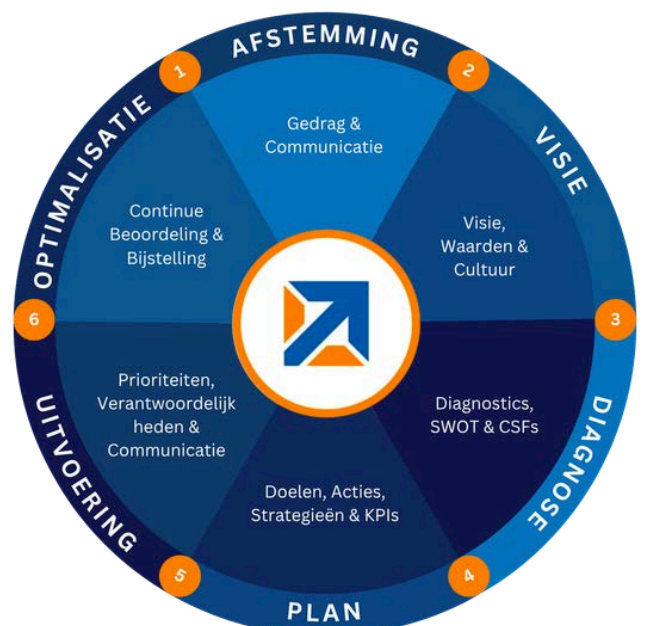 1
AFSTEMMING
Gedrag &
Communicatie
2
VISIE
Visie,
Waarden &
Cultuur
3
DIAGNOSE
Diagnostics,
SWOT & CSFs
4
PLAN
Doelen, Acties,
Strategieën & KPIs
5
UITVOERING
Prioriteiten,
Verantwoordelijk
heden &
Communicatie
6
OPTIMALISATIE
Continue
Beoordeling &
Bijstelling